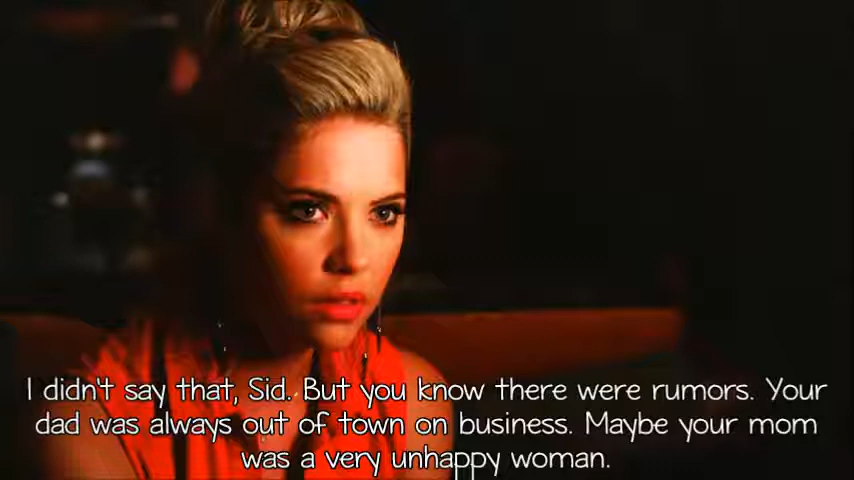 I didn't say that, Sid. But you know there were rumors. Your
dad was always out of town on business. Maybe your mom
was a very unhappy woman.